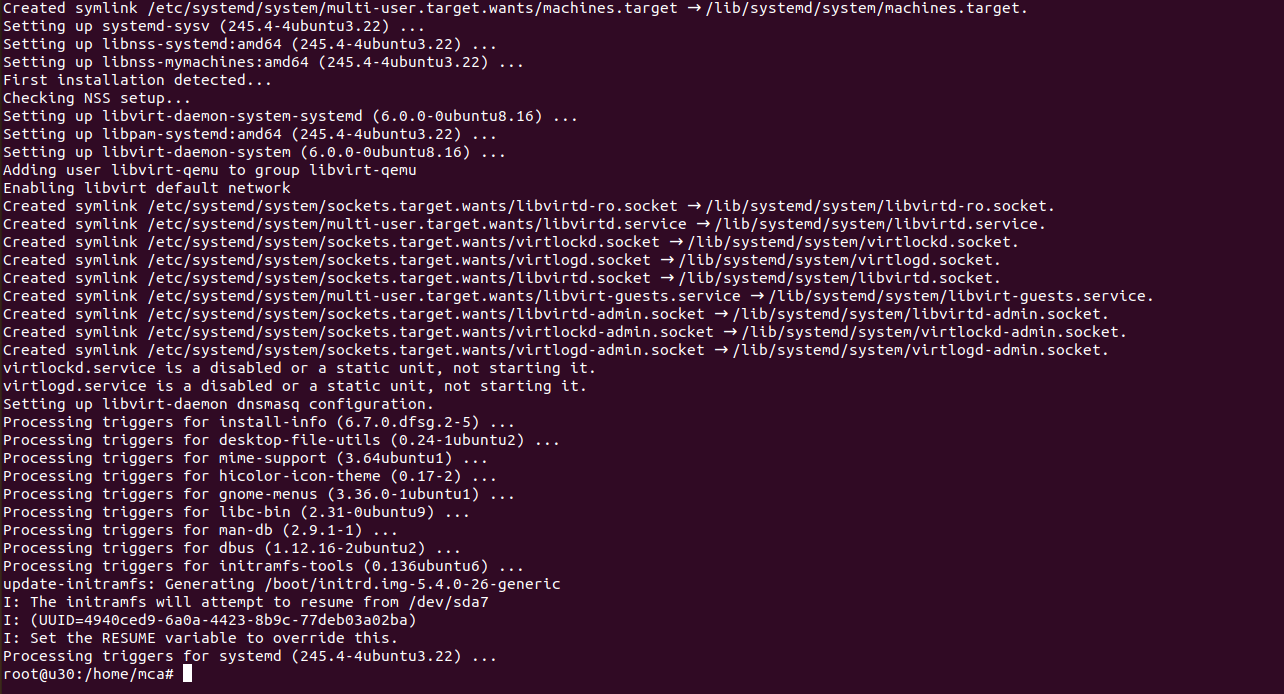 Created symlink /etc/systemd/system/multi-user.target.wants/machines.target → /lib/systemd/system/machines.target.
Setting up systemd-sysv (245.4-4ubuntu3.22) ...
Setting up libnss-systemd:amd64 (245.4-4ubuntu3.22) ...
Setting up libnss-mymachines:amd64 (245.4-4ubuntu3.22) ...
First installation detected...
Checking NSS setup...
Setting up libvirt-daemon-system-systemd (6.0.0-0ubuntu8.16) ...
Setting up libpam-systemd:amd64 (245.4-4ubuntu3.22) ...
Setting up libvirt-daemon-system (6.0.0-0ubuntu8.16) ...
Adding user libvirt-qemu to group libvirt-qemu
Enabling libvirt default network
Created symlink /etc/systemd/system/sockets.target.wants/libvirtd-ro.socket → /lib/systemd/system/libvirtd-ro.socket.
Created symlink /etc/systemd/system/multi-user.target.wants/libvirtd.service → /lib/systemd/system/libvirtd.service.
Created symlink /etc/systemd/system/sockets.target.wants/virtlockd.socket → /lib/systemd/system/virtlockd.socket.
Created symlink /etc/systemd/system/sockets.target.wants/virtlogd.socket → /lib/systemd/system/virtlogd.socket.
Created symlink /etc/systemd/system/sockets.target.wants/libvirtd.socket → /lib/systemd/system/libvirtd.socket.
Created symlink /etc/systemd/system/multi-user.target.wants/libvirt-guests.service → /lib/systemd/system/libvirt-guests.service.
Created symlink /etc/systemd/system/sockets.target.wants/libvirtd-admin.socket → /lib/systemd/system/libvirtd-admin.socket.
Created symlink /etc/systemd/system/sockets.target.wants/virtlockd-admin.socket → /lib/systemd/system/virtlockd-admin.socket.
Created symlink /etc/systemd/system/sockets.target.wants/virtlogd-admin.socket → /lib/systemd/system/virtlogd-admin.socket.
virtlockd.service is a disabled or a static unit, not starting it.
virtlogd.service is a disabled or a static unit, not starting it.
Setting up libvirt-daemon dnsmasq configuration.
Processing triggers for install-info (6.7.0.dfsg.2-5) ...
Processing triggers for desktop-file-utils (0.24-1ubuntu2) ...
Processing triggers for mime-support (3.64ubuntu1) ...
Processing triggers for hicolor-icon-theme (0.17-2) ...
Processing triggers for gnome-menus (3.36.0-1ubuntu1) ...
Processing triggers for libc-bin (2.31-0ubuntu9) ...
Processing triggers for man-db (2.9.1-1) ...
Processing triggers for dbus (1.12.16-2ubuntu2) ...
Processing triggers for initramfs-tools (0.136ubuntu6) ...
update-initramfs: Generating /boot/initrd.img-5.4.0-26-generic
I: The initramfs will attempt to resume from /dev/sda7
I: (UUID=4940ced9-6a0a-4423-8b9c-77deb03a02ba)
I: Set the RESUME variable to override this.
Processing triggers for systemd (245.4-4ubuntu3.22) ...
root@u30:/home/mca#